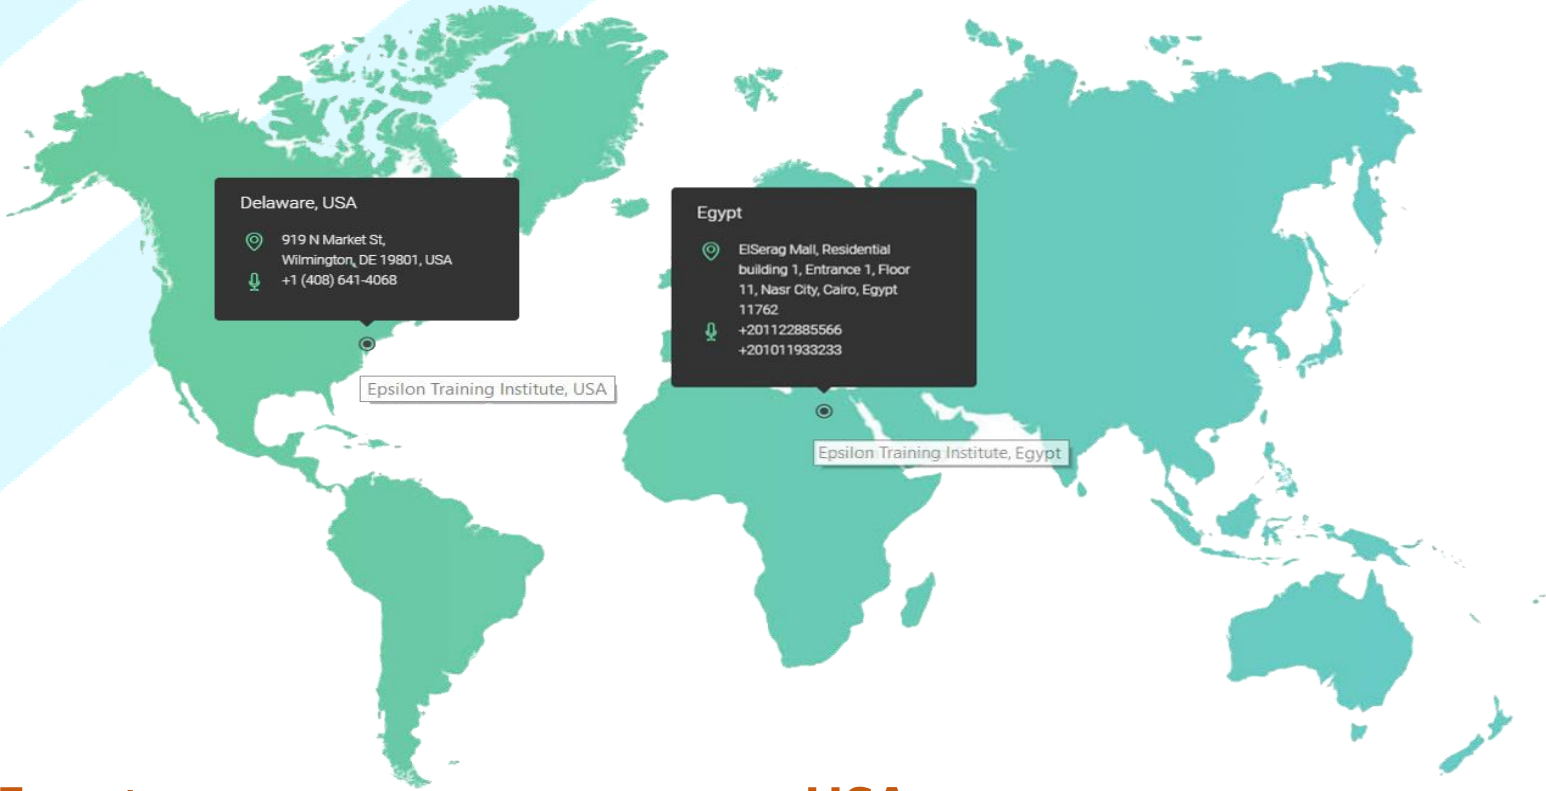 Delaware, USA
919 N Market St,
Wilmington, DE 19801, USA
+1 (408) 641-4068
Epsilon Training Institute, USA
Egypt
ElSerag Mall, Residential
building 1, Entrance 1, Floor
11, Nasr City, Cairo, Egypt
11762
+201122885566
+201011933233
Epsilon Training Institute, Egypt